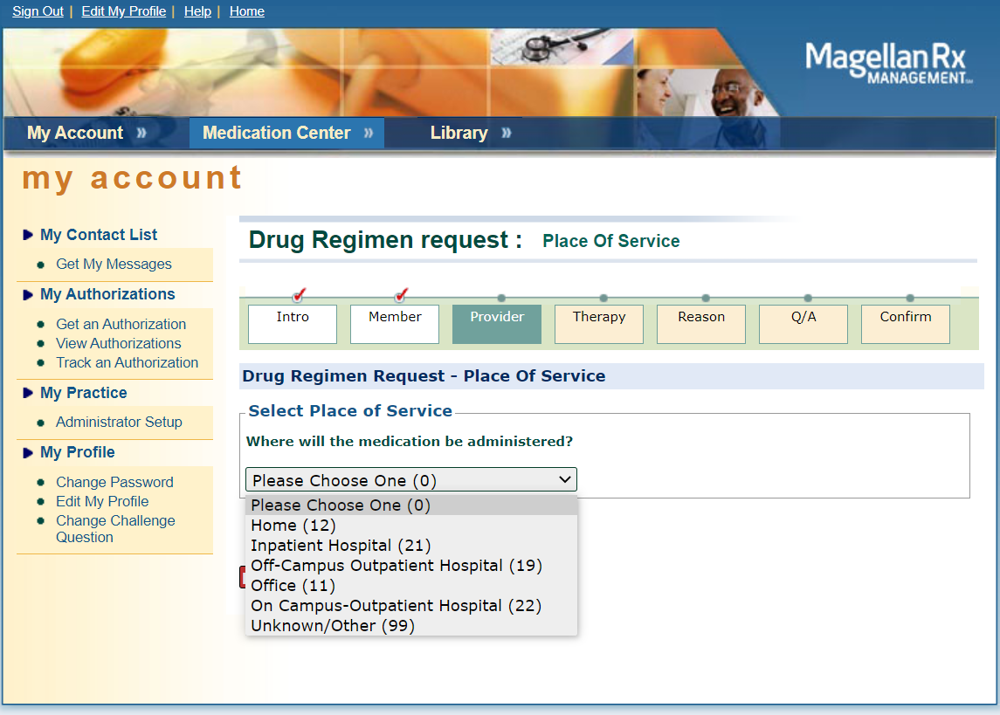 Sign Out | Edit My Profile | Help | Home
MagellanRx
MANAGEMENT℠
My Account »
Medication Center »
Library »
my account
My Contact List
Get My Messages
My Authorizations
Get an Authorization
View Authorizations
Track an Authorization
My Practice
Administrator Setup
My Profile
Change Password
Edit My Profile
Change Challenge
Question
Drug Regimen request : Place Of Service
Intro
Member
Provider
Therapy
Reason
Q/A
Confirm
Drug Regimen Request - Place Of Service
Select Place of Service
Where will the medication be administered?
Please Choose One (0)
Please Choose One (0)
Home (12)
Inpatient Hospital (21)
Off-Campus Outpatient Hospital (19)
Office (11)
On Campus-Outpatient Hospital (22)
Unknown/Other (99)